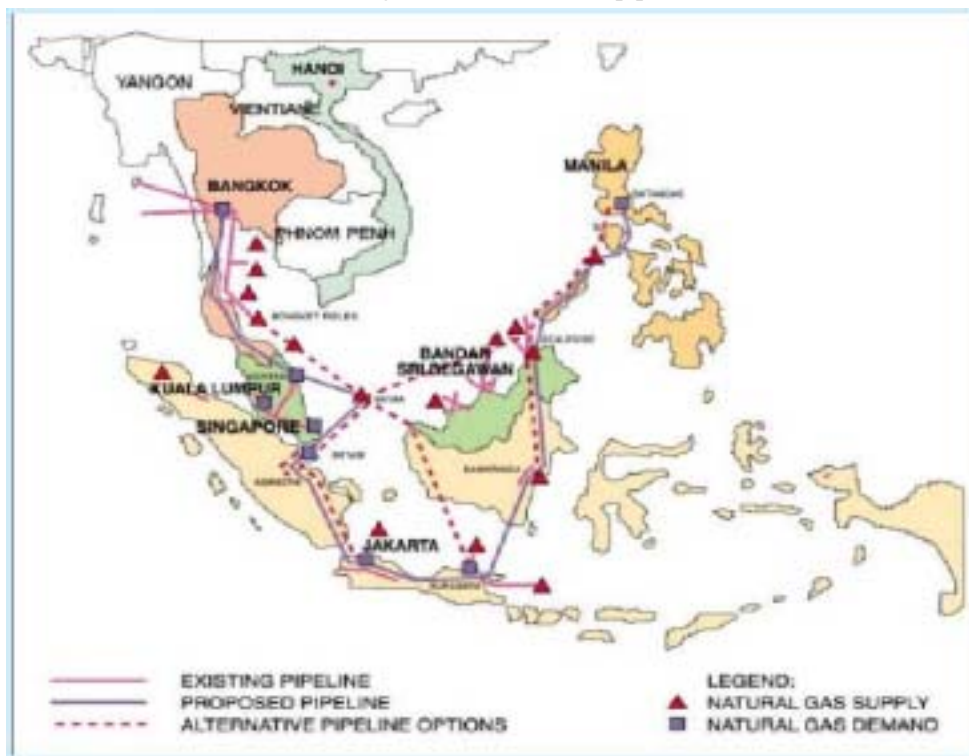 HANOI
YANGON
VIENTIANE
MANILA
BATANGAS
BANGKOK
PHNOM PENH
BANDAR
SRI BEGAWAN
KUALA LUMPUR
SINGAPORE
JAKARTA
EXISTING PIPELINE
PROPOSED PIPELINE
ALTERNATIVE PIPELINE OPTIONS
LEGEND:
NATURAL GAS SUPPLY
NATURAL GAS DEMAND